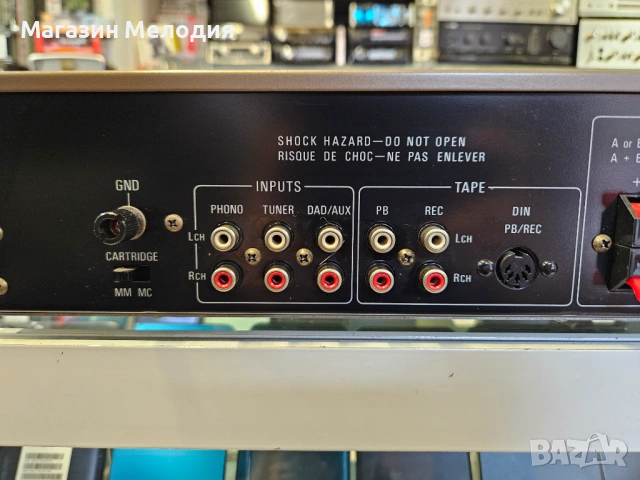 Магазин Мелодия
SHOCK HAZARD—DO NOT OPEN
RISQUE DE CHOC—NE PAS ENLEVER
A or B
A + B
INPUTS
TAPE
GND
PHONO TUNER DAD/AUX
PB REC
DIN
PB/REC
LCH
LCH
CARTRIDGE
RCH
RCH
MM MC
BAZAR